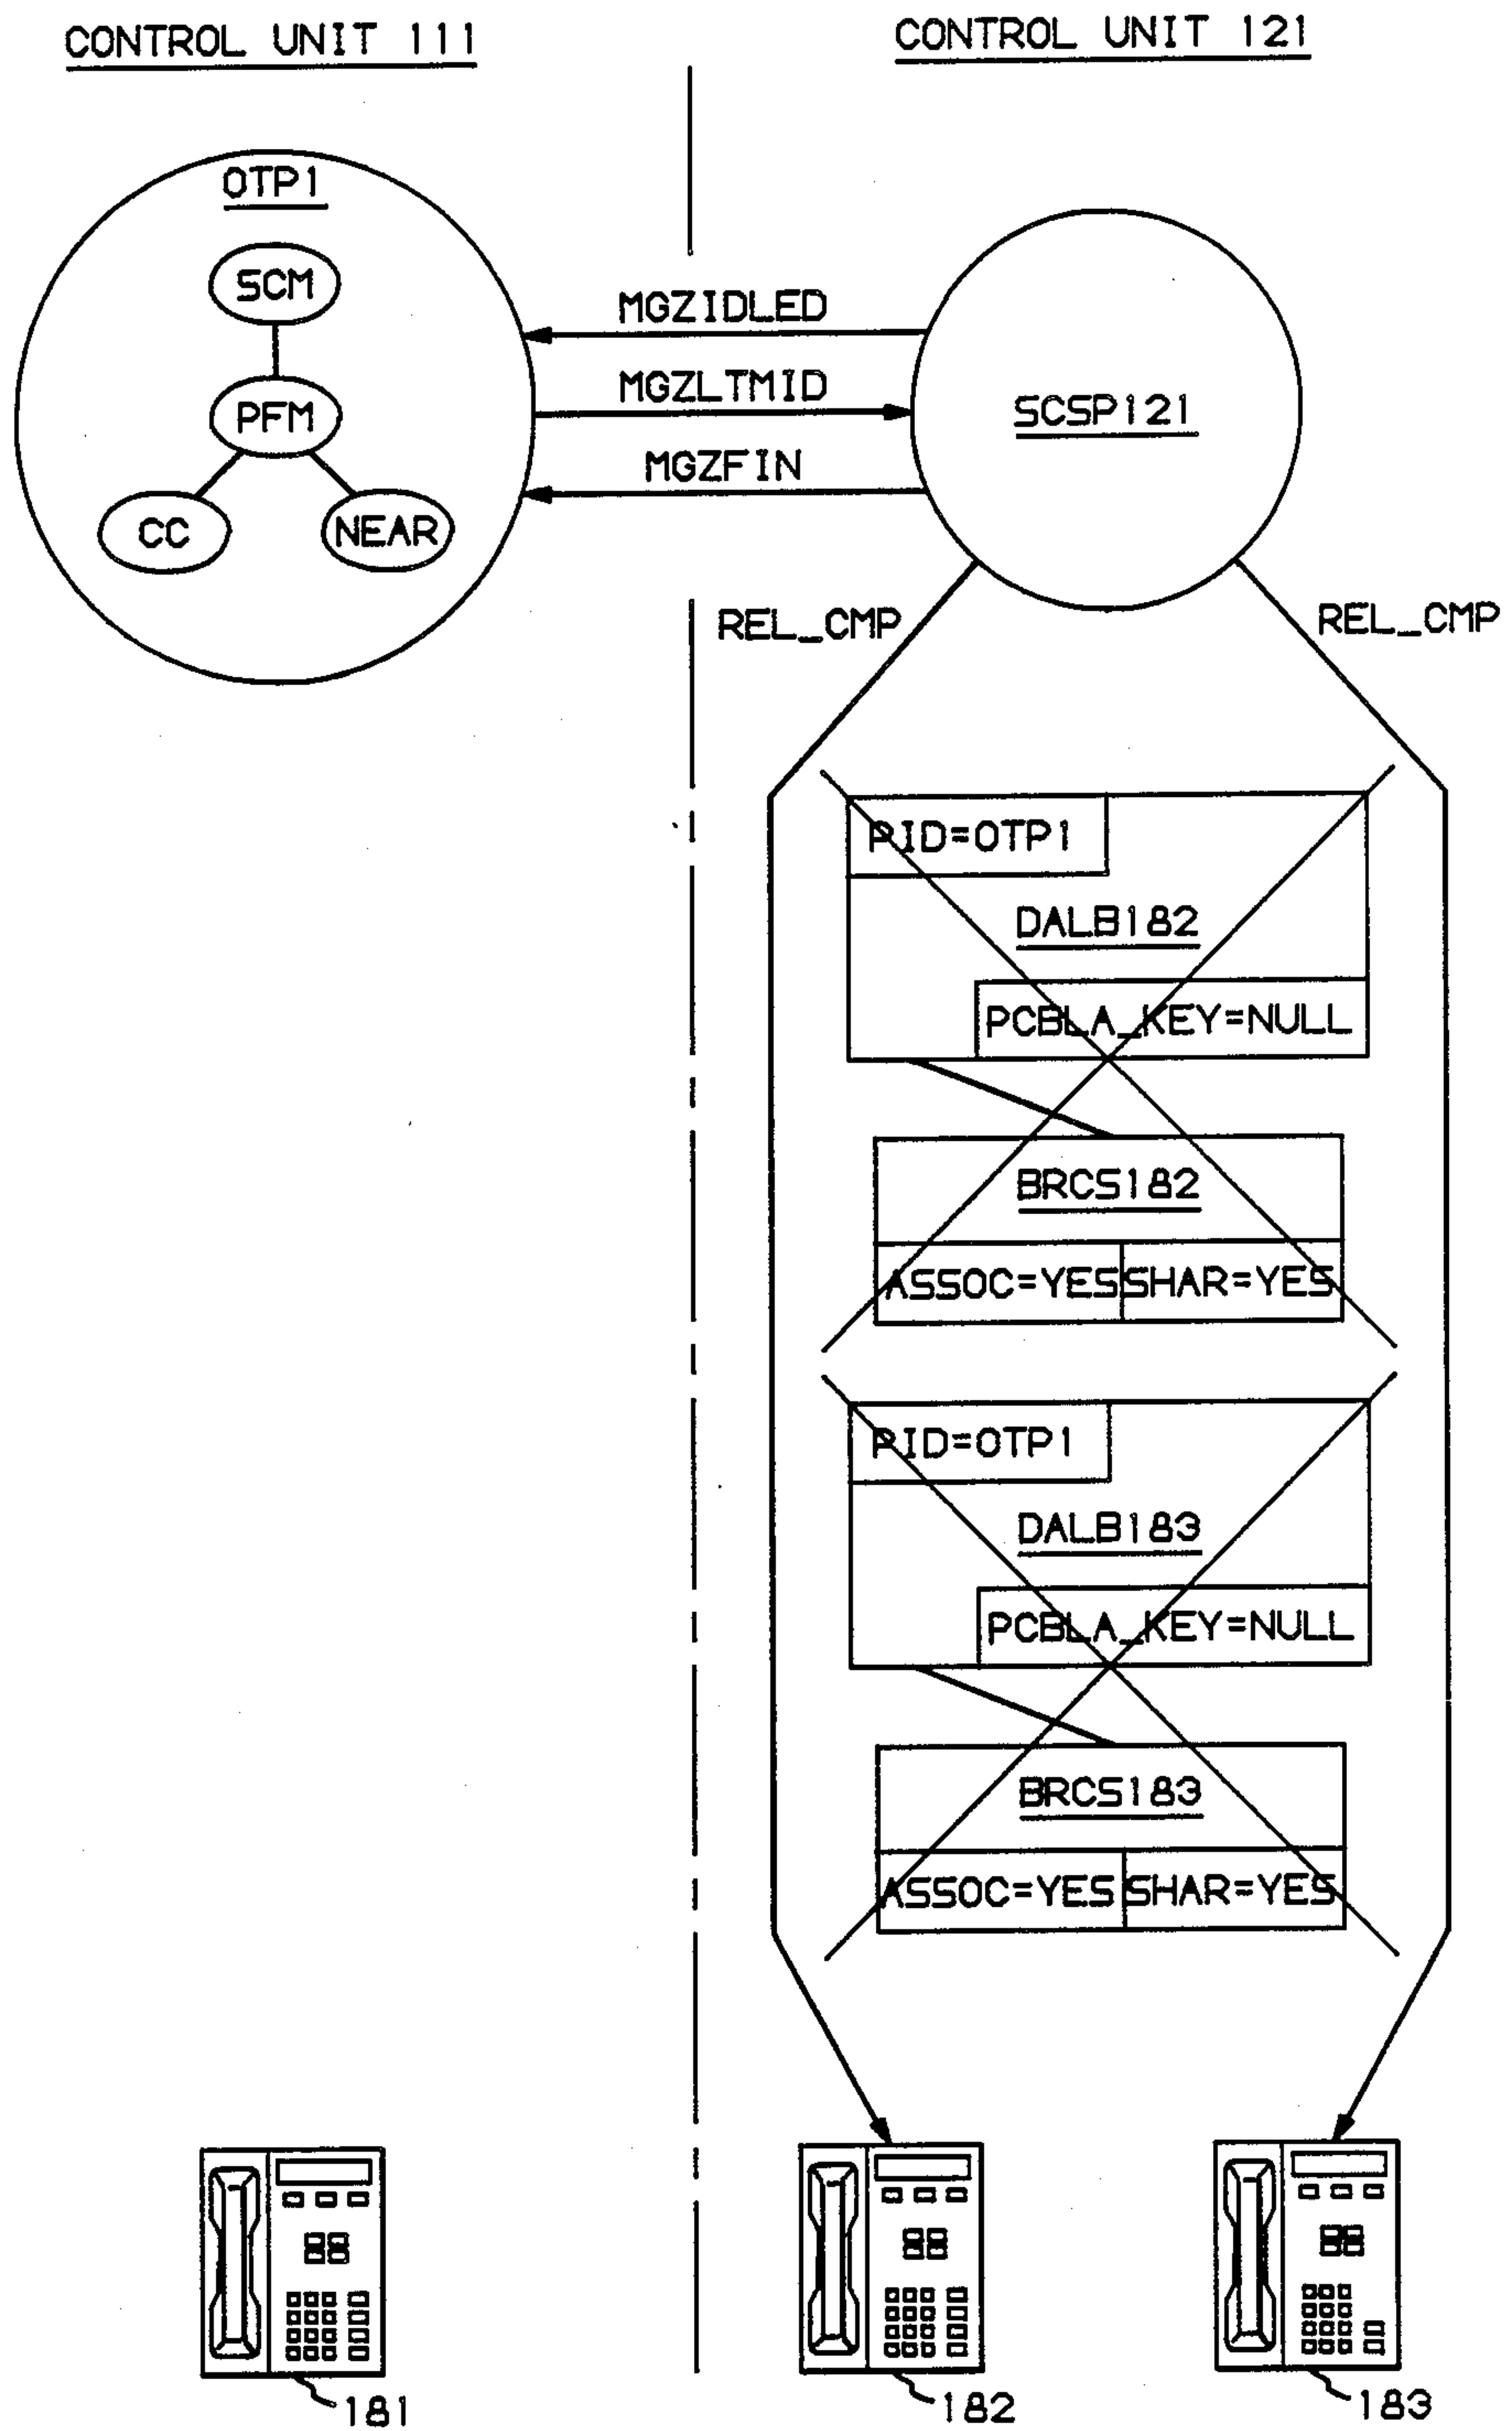 CONTROL UNIT 111
CONTROL UNIT 121
OTP1
SCM
PFM
CC
NEAR
MGZIDLED
MGZLTMID
MGZFIN
SCSP121
REL_CMP
REL_CMP
PID=OTP1
DALB182
PCBLA_KEY=NULL
BRCS182
ASSOC=YES
SHAR=YES
PID=OTP1
DALB183
PCBLA_KEY=NULL
BRCS183
ASSOC=YES
SHAR=YES
181
182
183